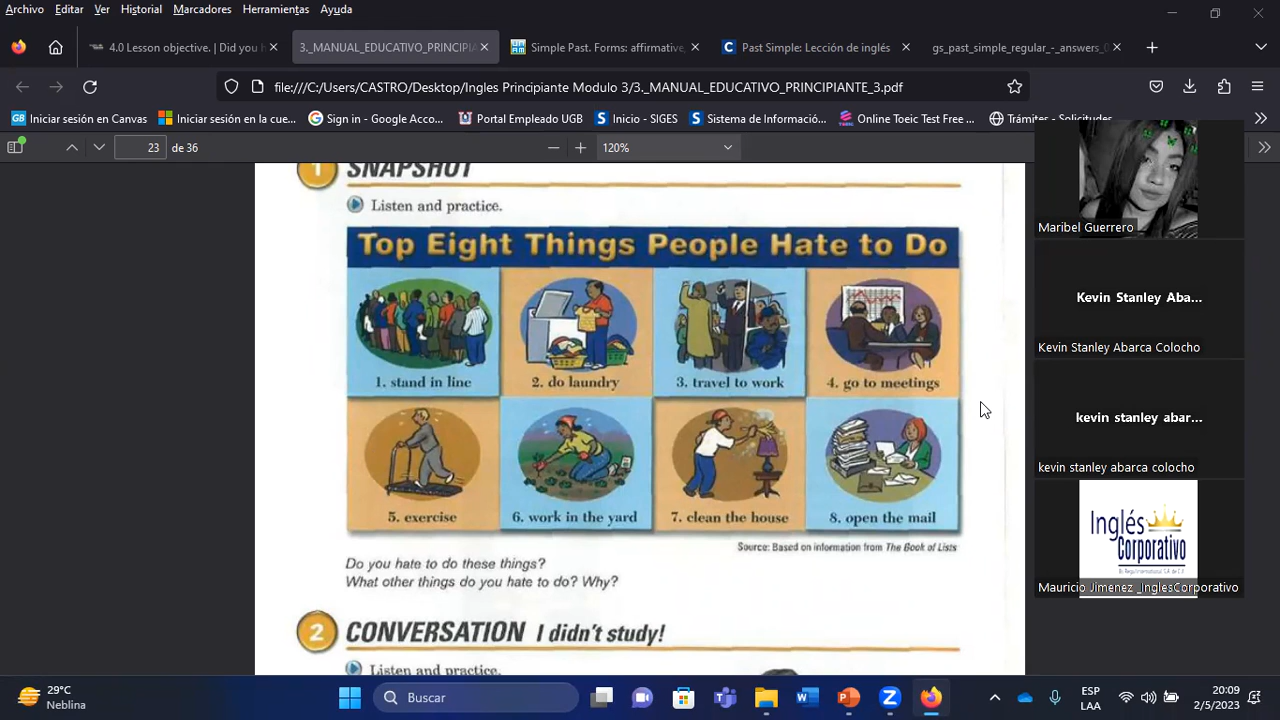 Archivo Editar Ver Historial Marcadores Herramientas Ayuda
4.0 Lesson objective. | Did you h
3._MANUAL_EDUCATIVO_PRINCIPIA
Simple Past. Forms: affirmative,
Past Simple: Lección de inglés
gs_past_simple_regular_-_answers_0
file:///C:/Users/CASTRO/Desktop/Ingles Principiante Modulo 3/3._MANUAL_EDUCATIVO_PRINCIPIANTE_3.pdf
GB Iniciar sesión en Canvas
Iniciar sesión en la cue...
Sign in - Google Acco...
Portal Empleado UGB
Inicio - SIGES
Sistema de Informació...
Online Toeic Test Free ...
Trámites - Solicitudes
23 de 36
120%
1 SNAPSHOT
Listen and practice.
Top Eight Things People Hate to Do
1. stand in line
2. do laundry
3. travel to work
4. go to meetings
5. exercise
6. work in the yard
7. clean the house
8. open the mail
Source: Based on information from The Book of Lists
Do you hate to do these things?
What other things do you hate to do? Why?
2 CONVERSATION I didn't study!
Listen and practice.
Maribel Guerrero
Kevin Stanley Aba...
Kevin Stanley Abarca Colocho
kevin stanley abar...
kevin stanley abarca colocho
Inglés
Corporativo
Mauricio Jimenez _InglesCorporativo
29°C
Neblina
Buscar
ESP
LAA
20:09
2/5/2023